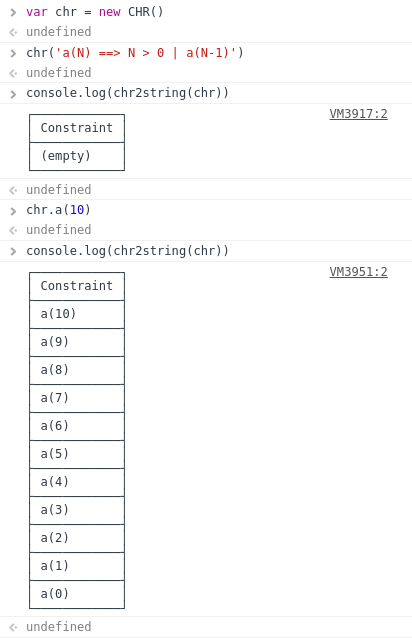 var chr = new CHR()
undefined
chr('a(N) ==> N > 0 | a(N-1)')
undefined
console.log(chr2string(chr))
VM3917:2
Constraint
(empty)
undefined
chr.a(10)
undefined
console.log(chr2string(chr))
VM3951:2
Constraint
a(10)
a(9)
a(8)
a(7)
a(6)
a(5)
a(4)
a(3)
a(2)
a(1)
a(0)
undefined